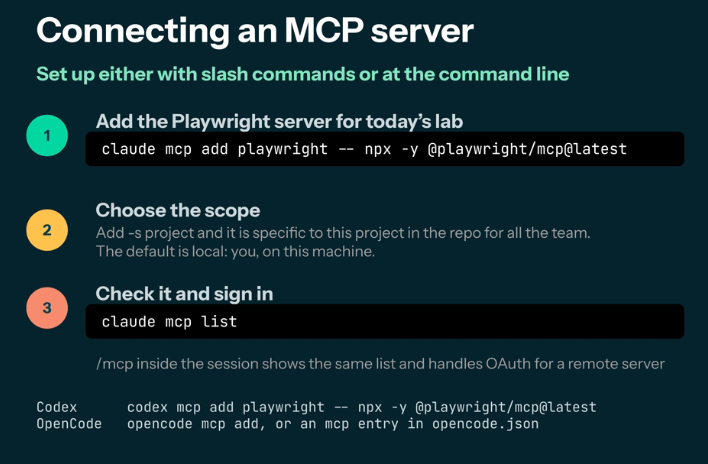 Connecting an MCP server
Set up either with slash commands or at the command line
1
Add the Playwright server for today’s lab
claude mcp add playwright -- npx -y @playwright/mcp@latest
2
Choose the scope
Add -s project and it is specific to this project in the repo for all the team.
The default is local: you, on this machine.
3
Check it and sign in
claude mcp list
/mcp inside the session shows the same list and handles OAuth for a remote server
Codex codex mcp add playwright -- npx -y @playwright/mcp@latest
OpenCode opencode mcp add, or an mcp entry in opencode.json